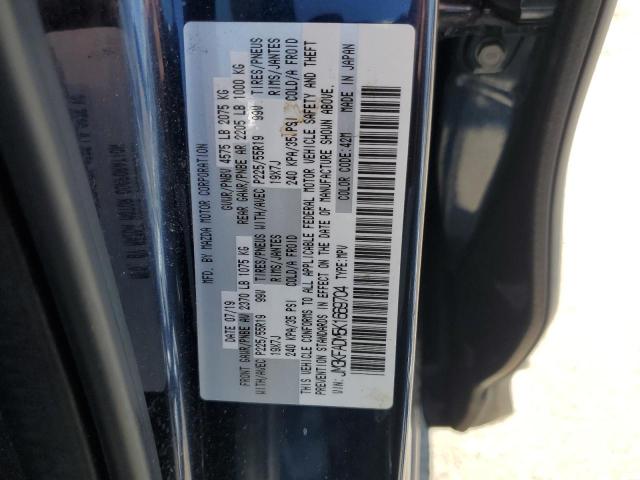 MFD. BY MAZDA MOTOR CORPORATION
DATE 07/19 GVWR/PNBV 4575 LB 2075 KG
FRONT GAWR/PNBE AV 2370 LB 1075 KG REAR GAWR/PNBE AR 2205 LB 1000 KG
WITH/AVEC P225/55R19 99V TIRES/PNEUS WITH/AVEC P225/55R19 99V TIRES/PNEUS
19X7J RIMS/JANTES 19X7J RIMS/JANTES
240 KPA/35 PSI COLD/A FROID 240 KPA/35 PSI COLD/A FROID
THIS VEHICLE CONFORMS TO ALL APPLICABLE FEDERAL MOTOR VEHICLE SAFETY AND THEFT
PREVENTION STANDARDS IN EFFECT ON THE DATE OF MANUFACTURE SHOWN ABOVE.
VIN: JM3KFADM5K1669704 TYPE:MPV COLOR CODE: 42M MADE IN JAPAN